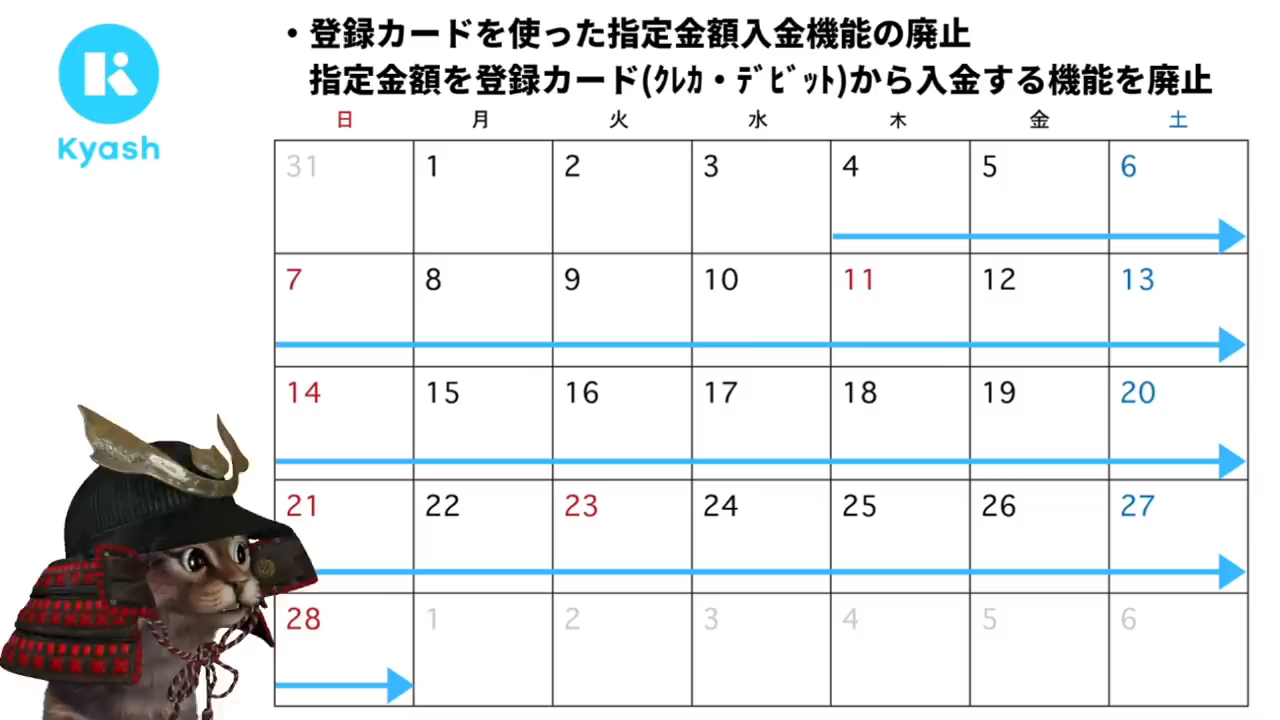 ・登録カードを使った指定金額入金機能の廃止
指定金額を登録カード(ｸﾚｶ・ﾃﾞﾋﾞｯﾄ)から入金する機能を廃止
Kyash
日 月 火 水 木 金 土
31 1 2 3 4 5 6
7 8 9 10 11 12 13
14 15 16 17 18 19 20
21 22 23 24 25 26 27
28 1 2 3 4 5 6